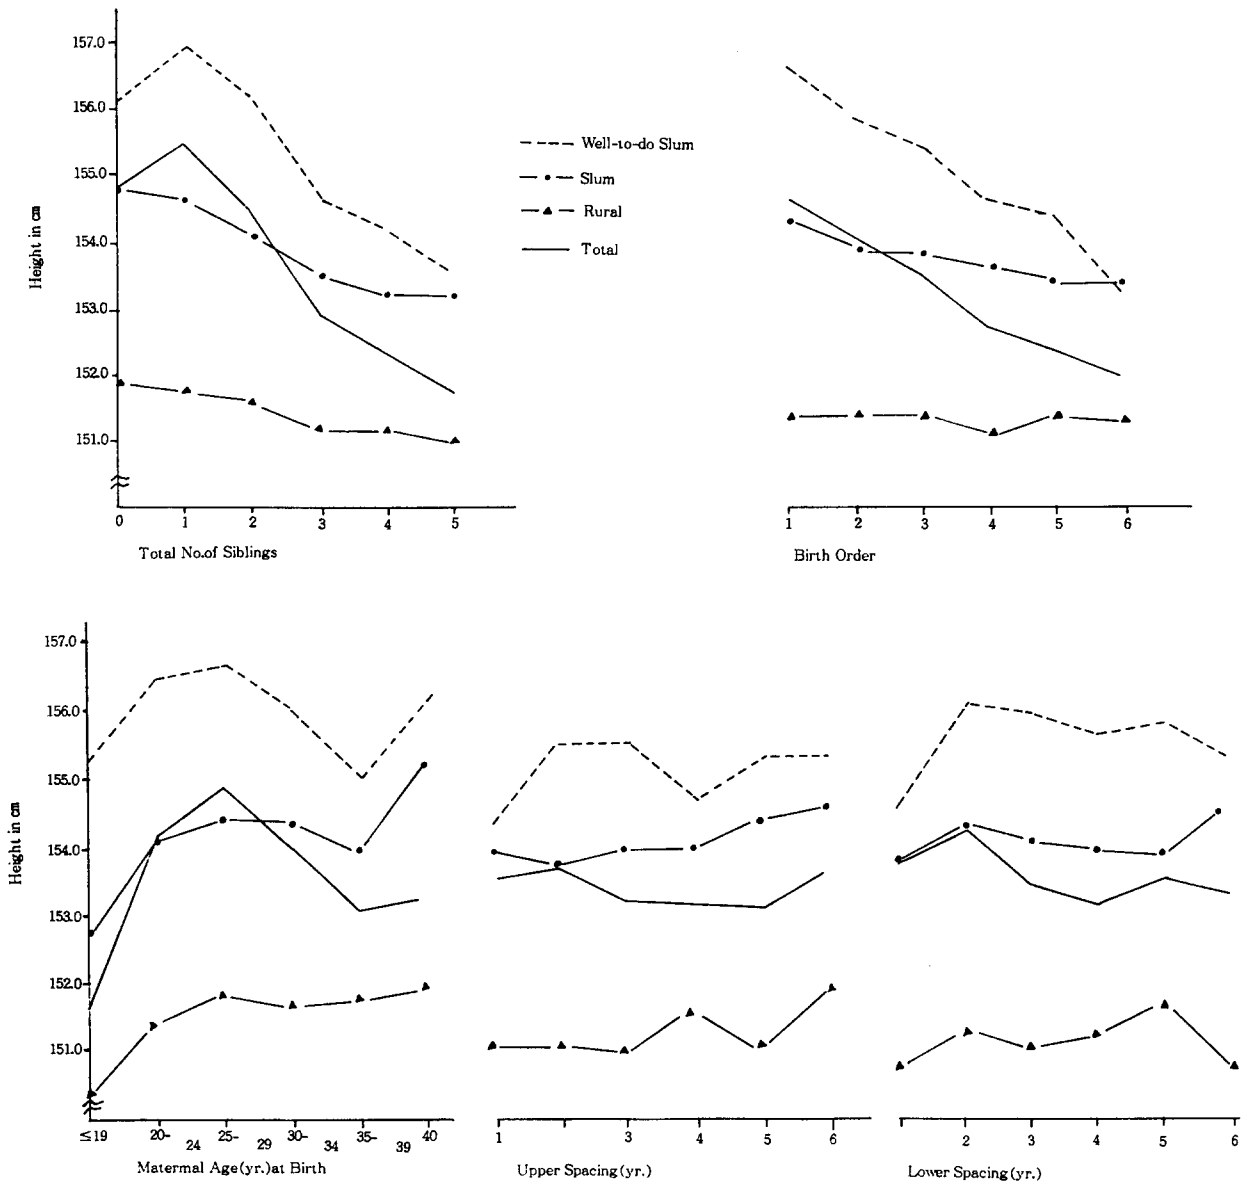 157.0
156.0
155.0
154.0
153.0
152.0
151.0
Height in cm
0 1 2 3 4 5
Total No.of Siblings
Well-to-do Slum
Slum
Rural
Total
1 2 3 4 5 6
Birth Order
157.0
156.0
155.0
154.0
153.0
152.0
151.0
Height in cm
≤19 20-24 25-29 30-34 35-39 40
Matermal Age(yr.)at Birth
1 2 3 4 5 6
Upper Spacing(yr.)
2 3 4 5 6
Lower Spacing(yr.)